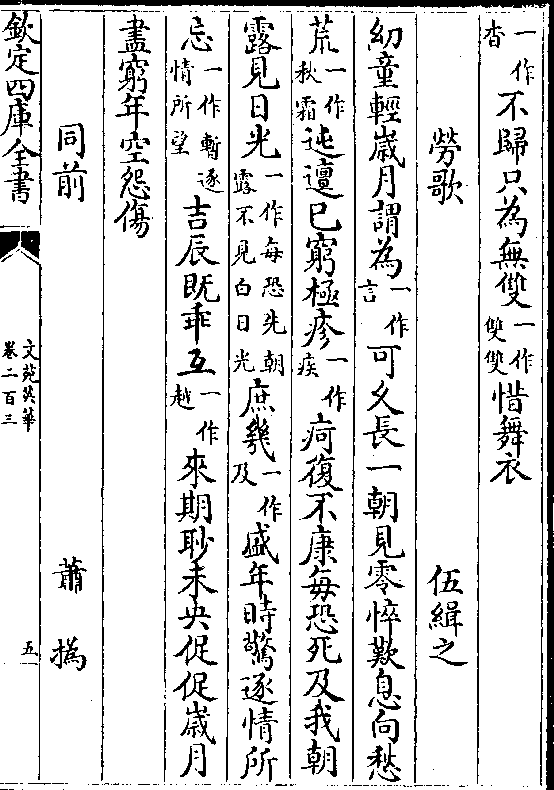 一作杳不歸只為無雙一作雙雙惜舞衣
勞歌　伍緝之
幼童輕歲月謂為一作言可久長一朝見零悴歎息向愁
荒一作秋霜迍邅已窮極疹一作疾痾復不康每恐死及我朝
露見日光一作每恐先朝露不見白日光庶幾一作及盛年時驚逐情所
忘一作暫逐情所望吉辰既乖互一作越來期眇未央促促歲月
盡窮年空怨傷
同前　蕭撝
欽定四庫全書
文苑英華
卷二百三
五